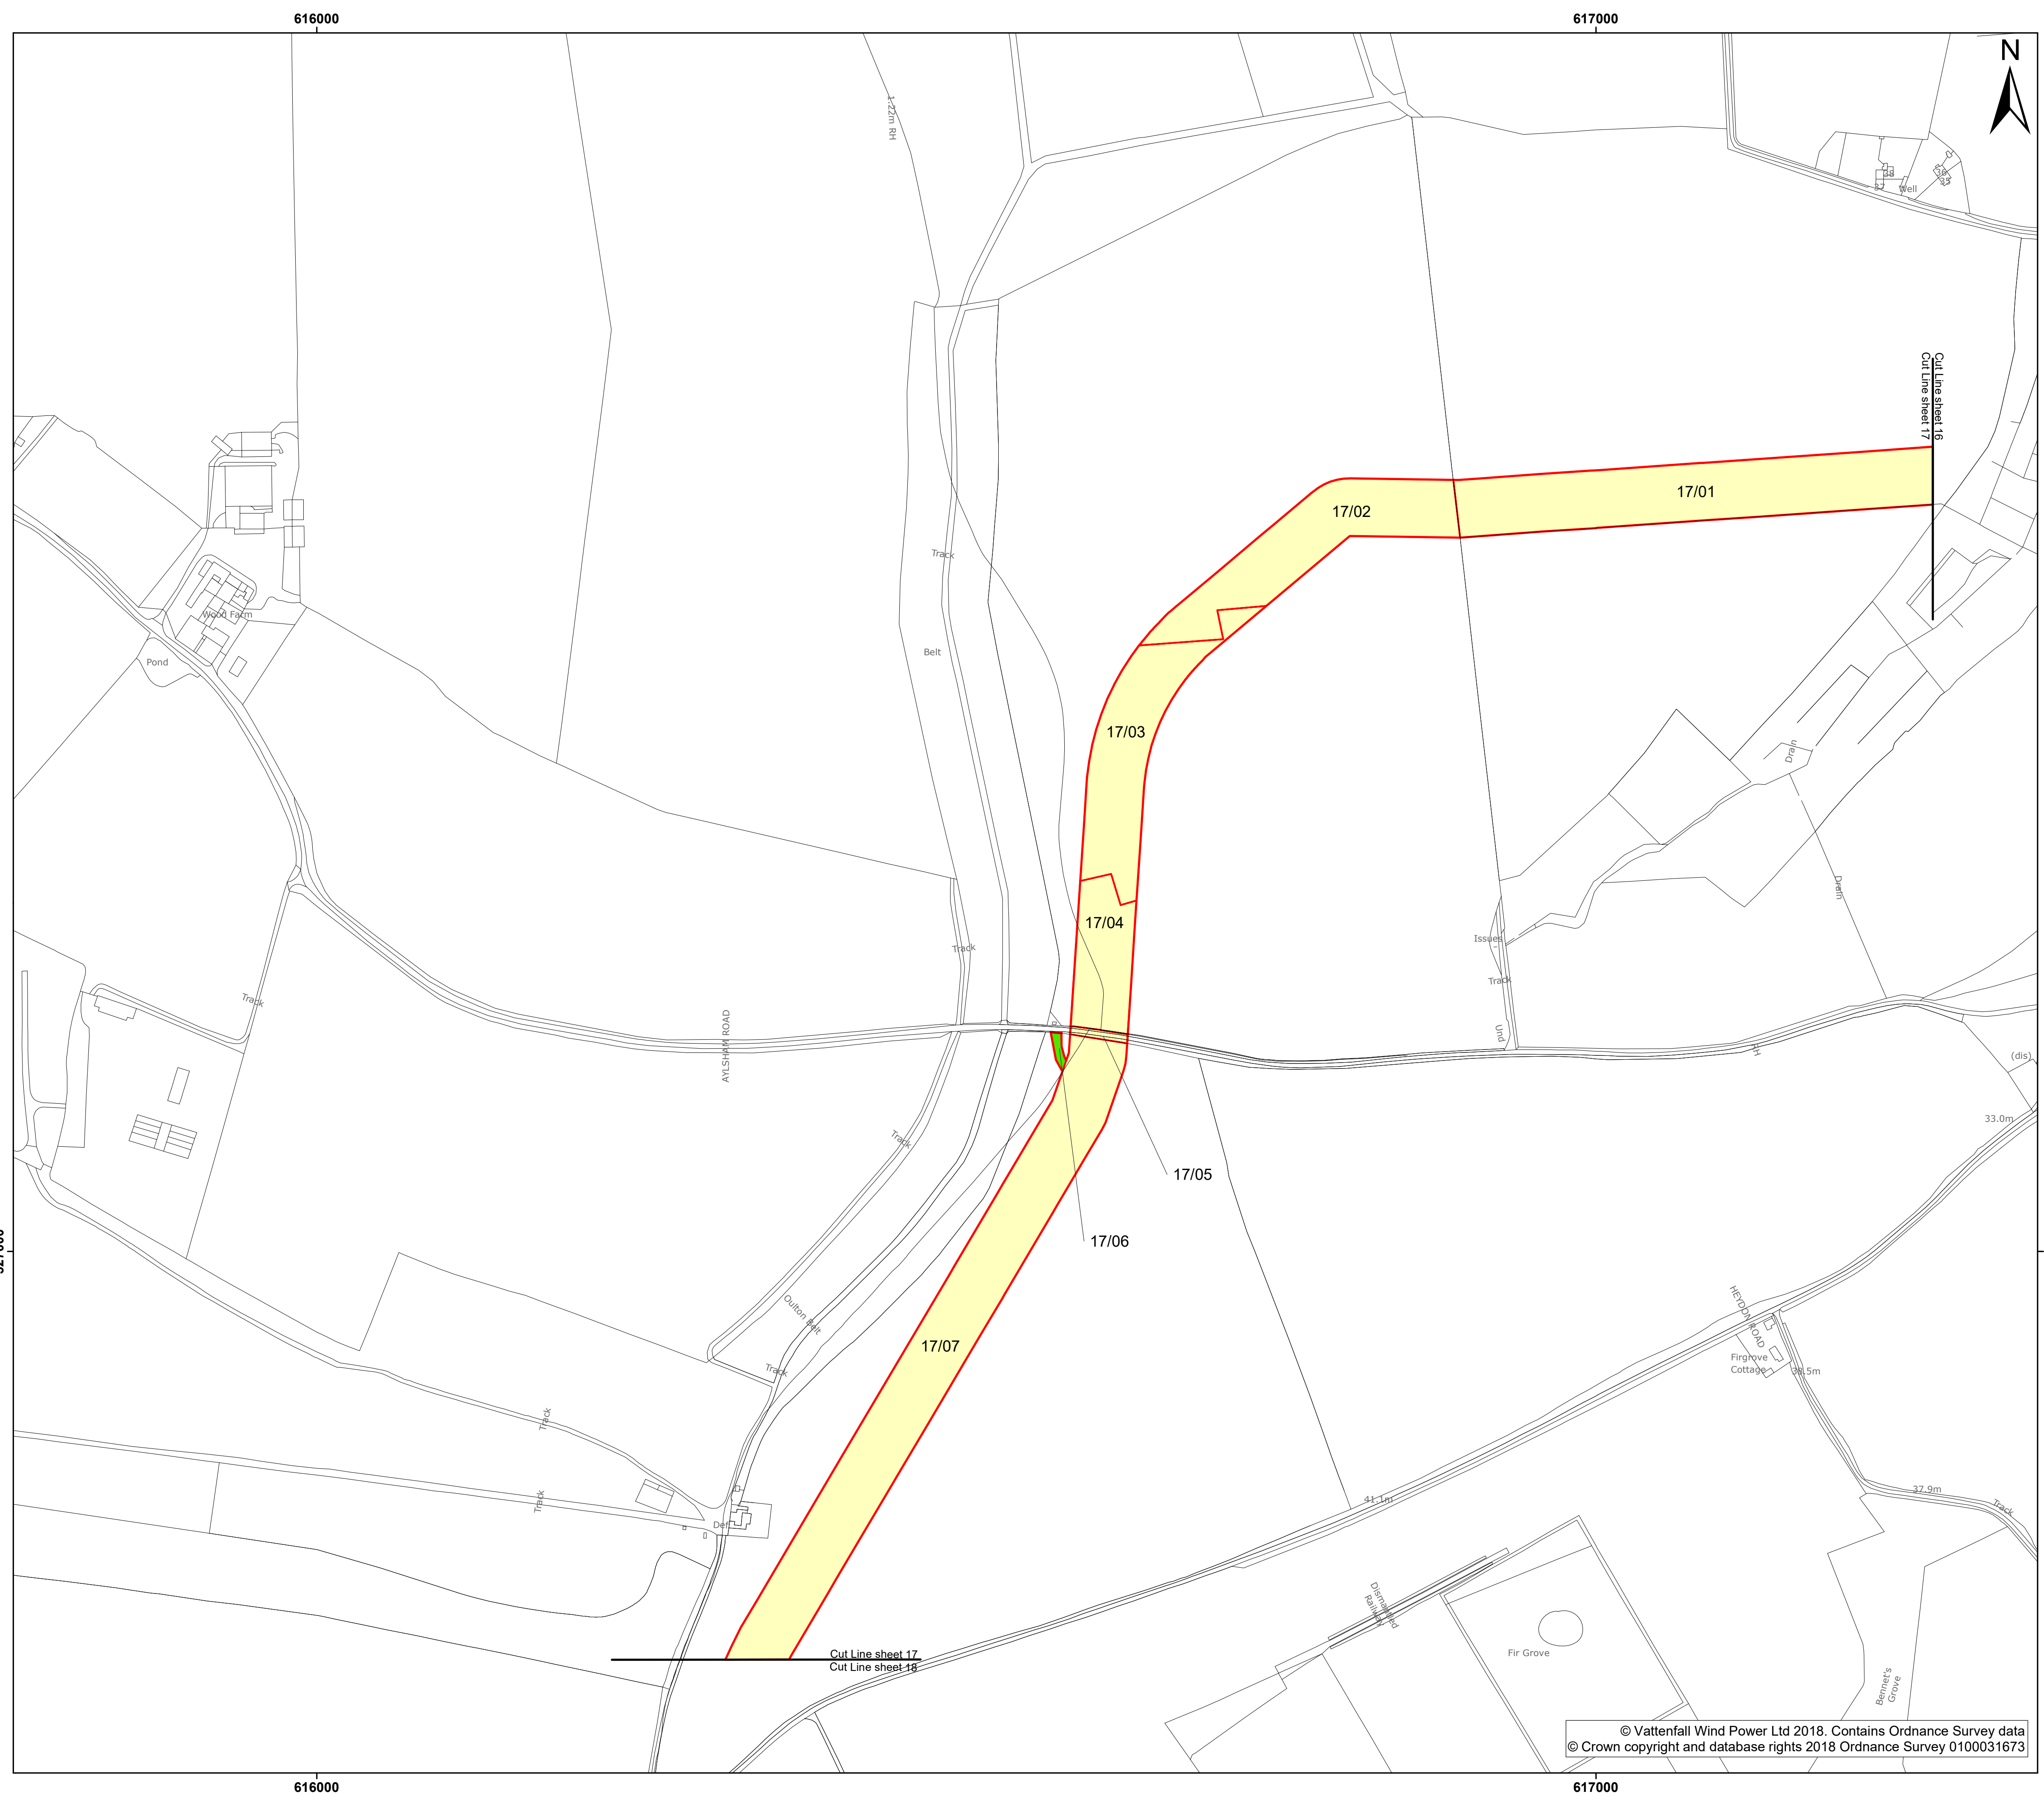 616000
617000
N
1.22m RH
38
37
Well
36
35
Cut Line sheet 16
Cut Line sheet 17
17/01
17/02
Track
Wood Farm
Belt
Pond
17/03
Drain
Drain
17/04
Issues
Track
Track
Track
AYLSHAM ROAD
Und
RH
(dis)
33.0m
Track
17/05
17/06
HEYDON ROAD
Oulton Belt
17/07
Firgrove
Cottage
38.5m
Track
Track
41.1m
37.9m
Track
Track
Def
Dismantled
Railway
Fir Grove
Cut Line sheet 17
Cut Line sheet 18
Bennet's
Grove
© Vattenfall Wind Power Ltd 2018. Contains Ordnance Survey data
© Crown copyright and database rights 2018 Ordnance Survey 0100031673
616000
617000